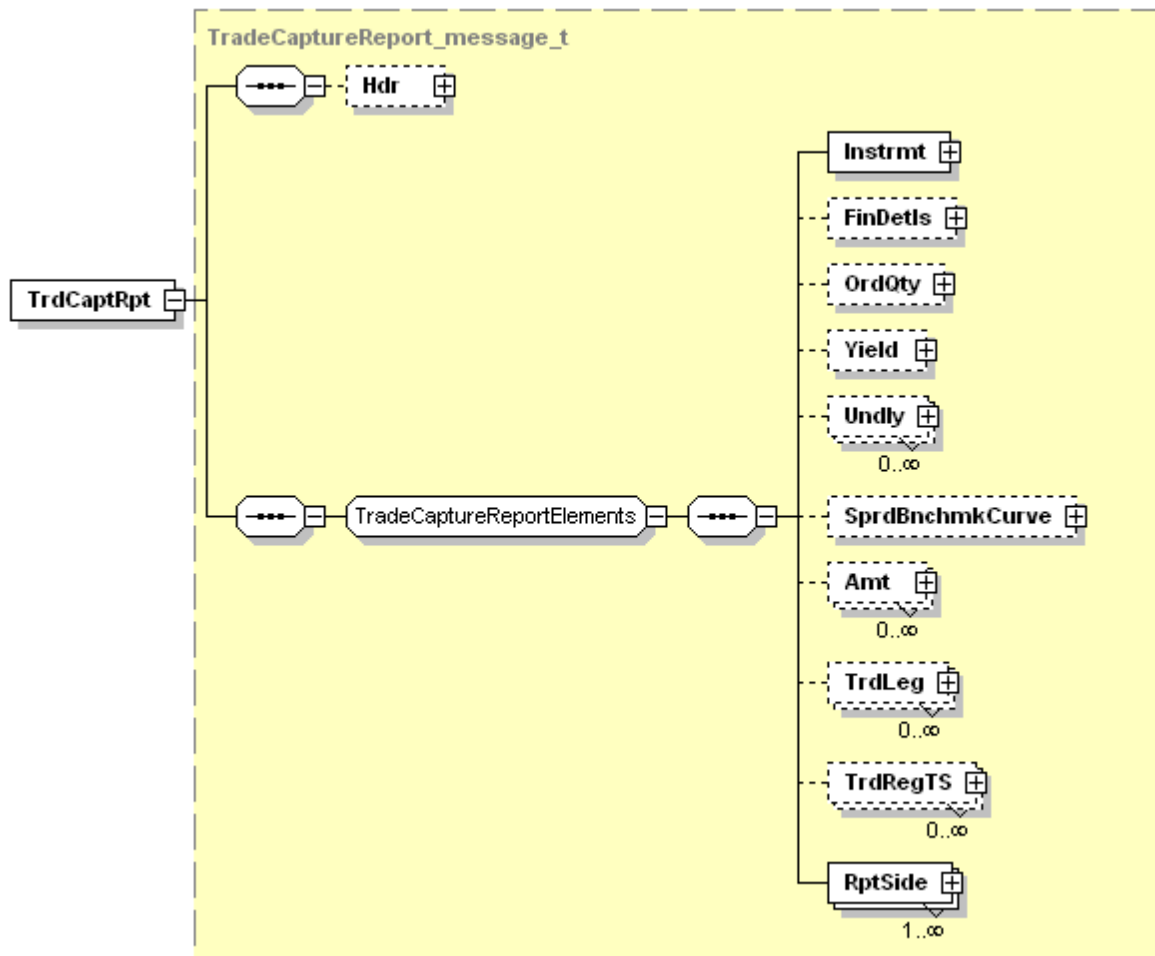 TradeCaptureReport_message_t
Hdr
Instrmt
FinDetls
OrdQty
TrdCaptRpt
Yield
Undly
0..∞
TradeCaptureReportElements
SprdBnchmkCurve
Amt
0..∞
TrdLeg
0..∞
TrdRegTS
0..∞
RptSide
1..∞